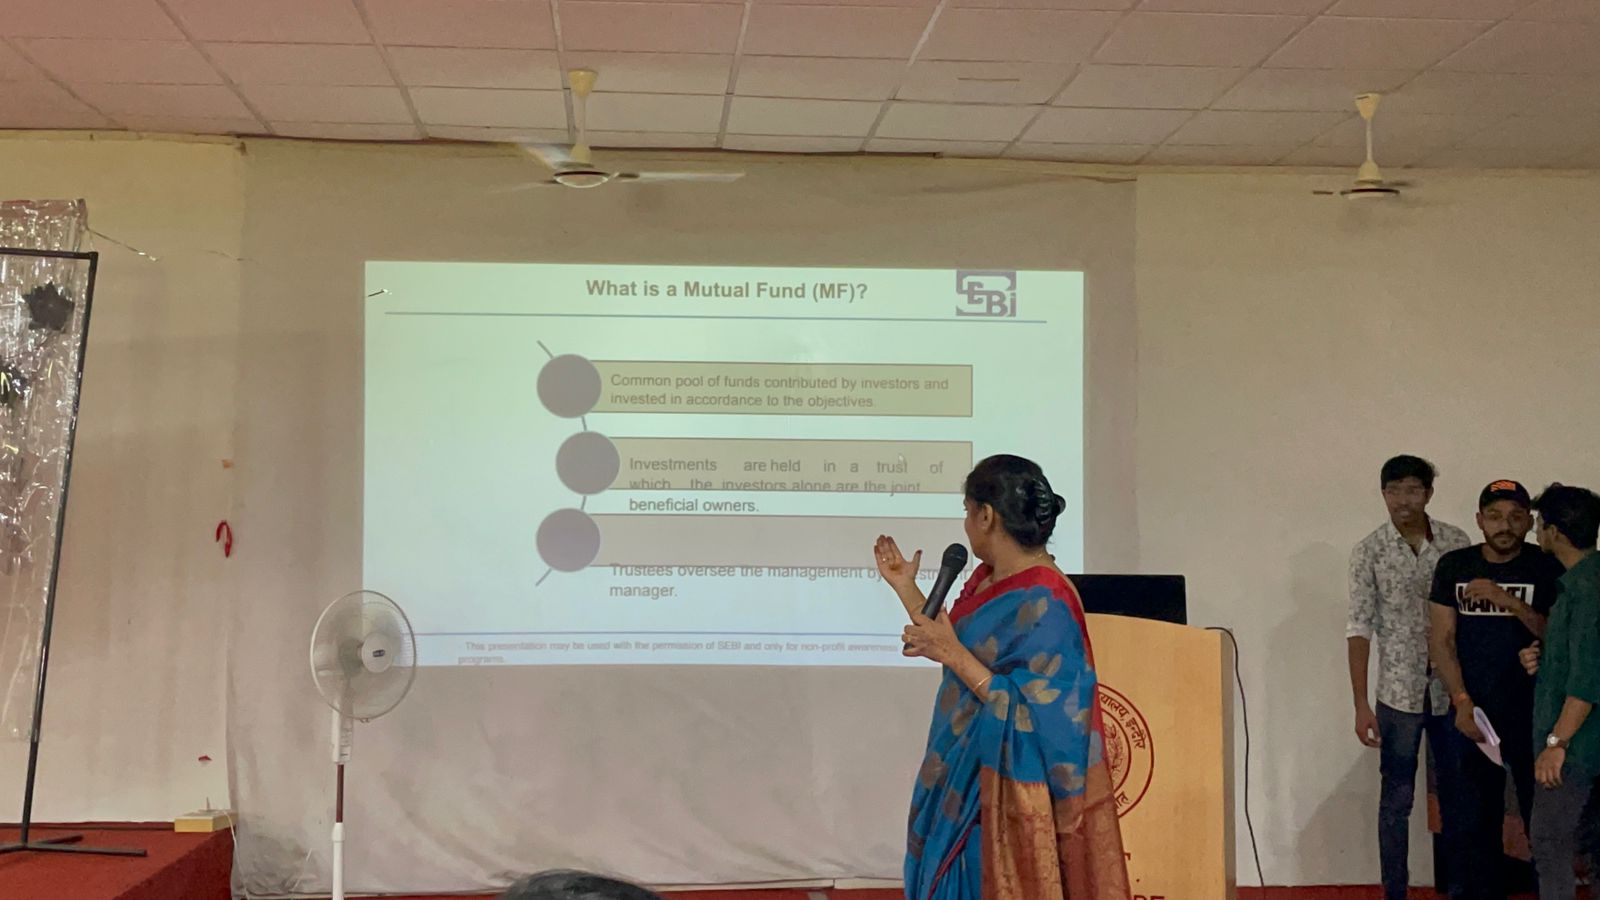 What is a Mutual Fund (MF)?
SEBI
Common pool of funds contributed by investors and
invested in accordance to the objectives.
Investments are held in a trust of
which the investors alone are the joint
beneficial owners.
Trustees oversee the management by
manager.
This presentation may be used with the permission of SEBI and only for non-profit awareness
programs.
MARVEL
इन्दौर